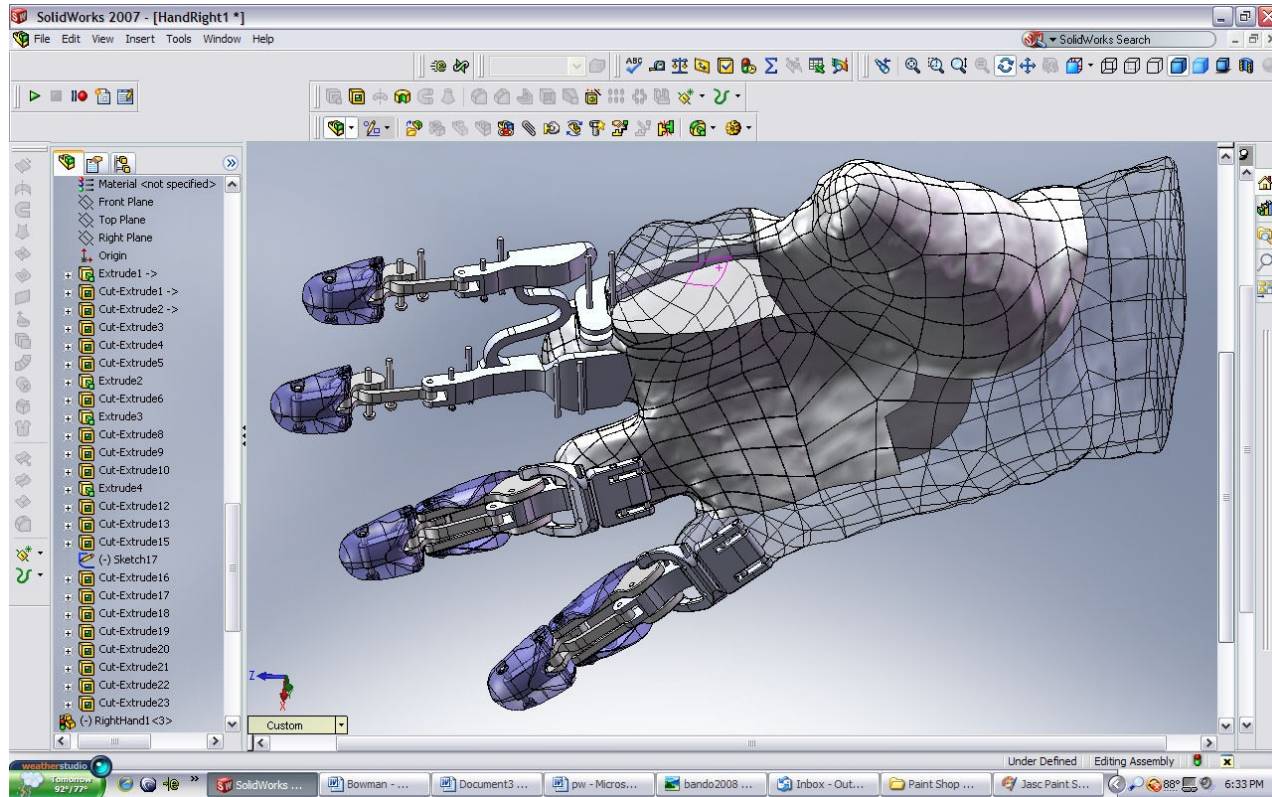 SolidWorks 2007 - [HandRight1 *]
File Edit View Insert Tools Window Help
SolidWorks Search
ABC
Material <not specified>
Front Plane
Top Plane
Right Plane
Origin
Extrude1 ->
Cut-Extrude1 ->
Cut-Extrude2 ->
Cut-Extrude3
Cut-Extrude4
Cut-Extrude5
Extrude2
Cut-Extrude6
Extrude3
Cut-Extrude8
Cut-Extrude9
Cut-Extrude10
Extrude4
Cut-Extrude12
Cut-Extrude13
Cut-Extrude15
(-) Sketch17
Cut-Extrude16
Cut-Extrude17
Cut-Extrude18
Cut-Extrude19
Cut-Extrude20
Cut-Extrude21
Cut-Extrude22
Cut-Extrude23
(-) RightHand1<3>
Z
X
Custom
Under Defined Editing Assembly
weatherstudio
Tomorrow
92°/77°
SolidWorks ... Bowman - ... Document3 ... pw - Micros... bando2008 ... Inbox - Out... Paint Shop ... Jasc Paint S... 88° 6:33 PM